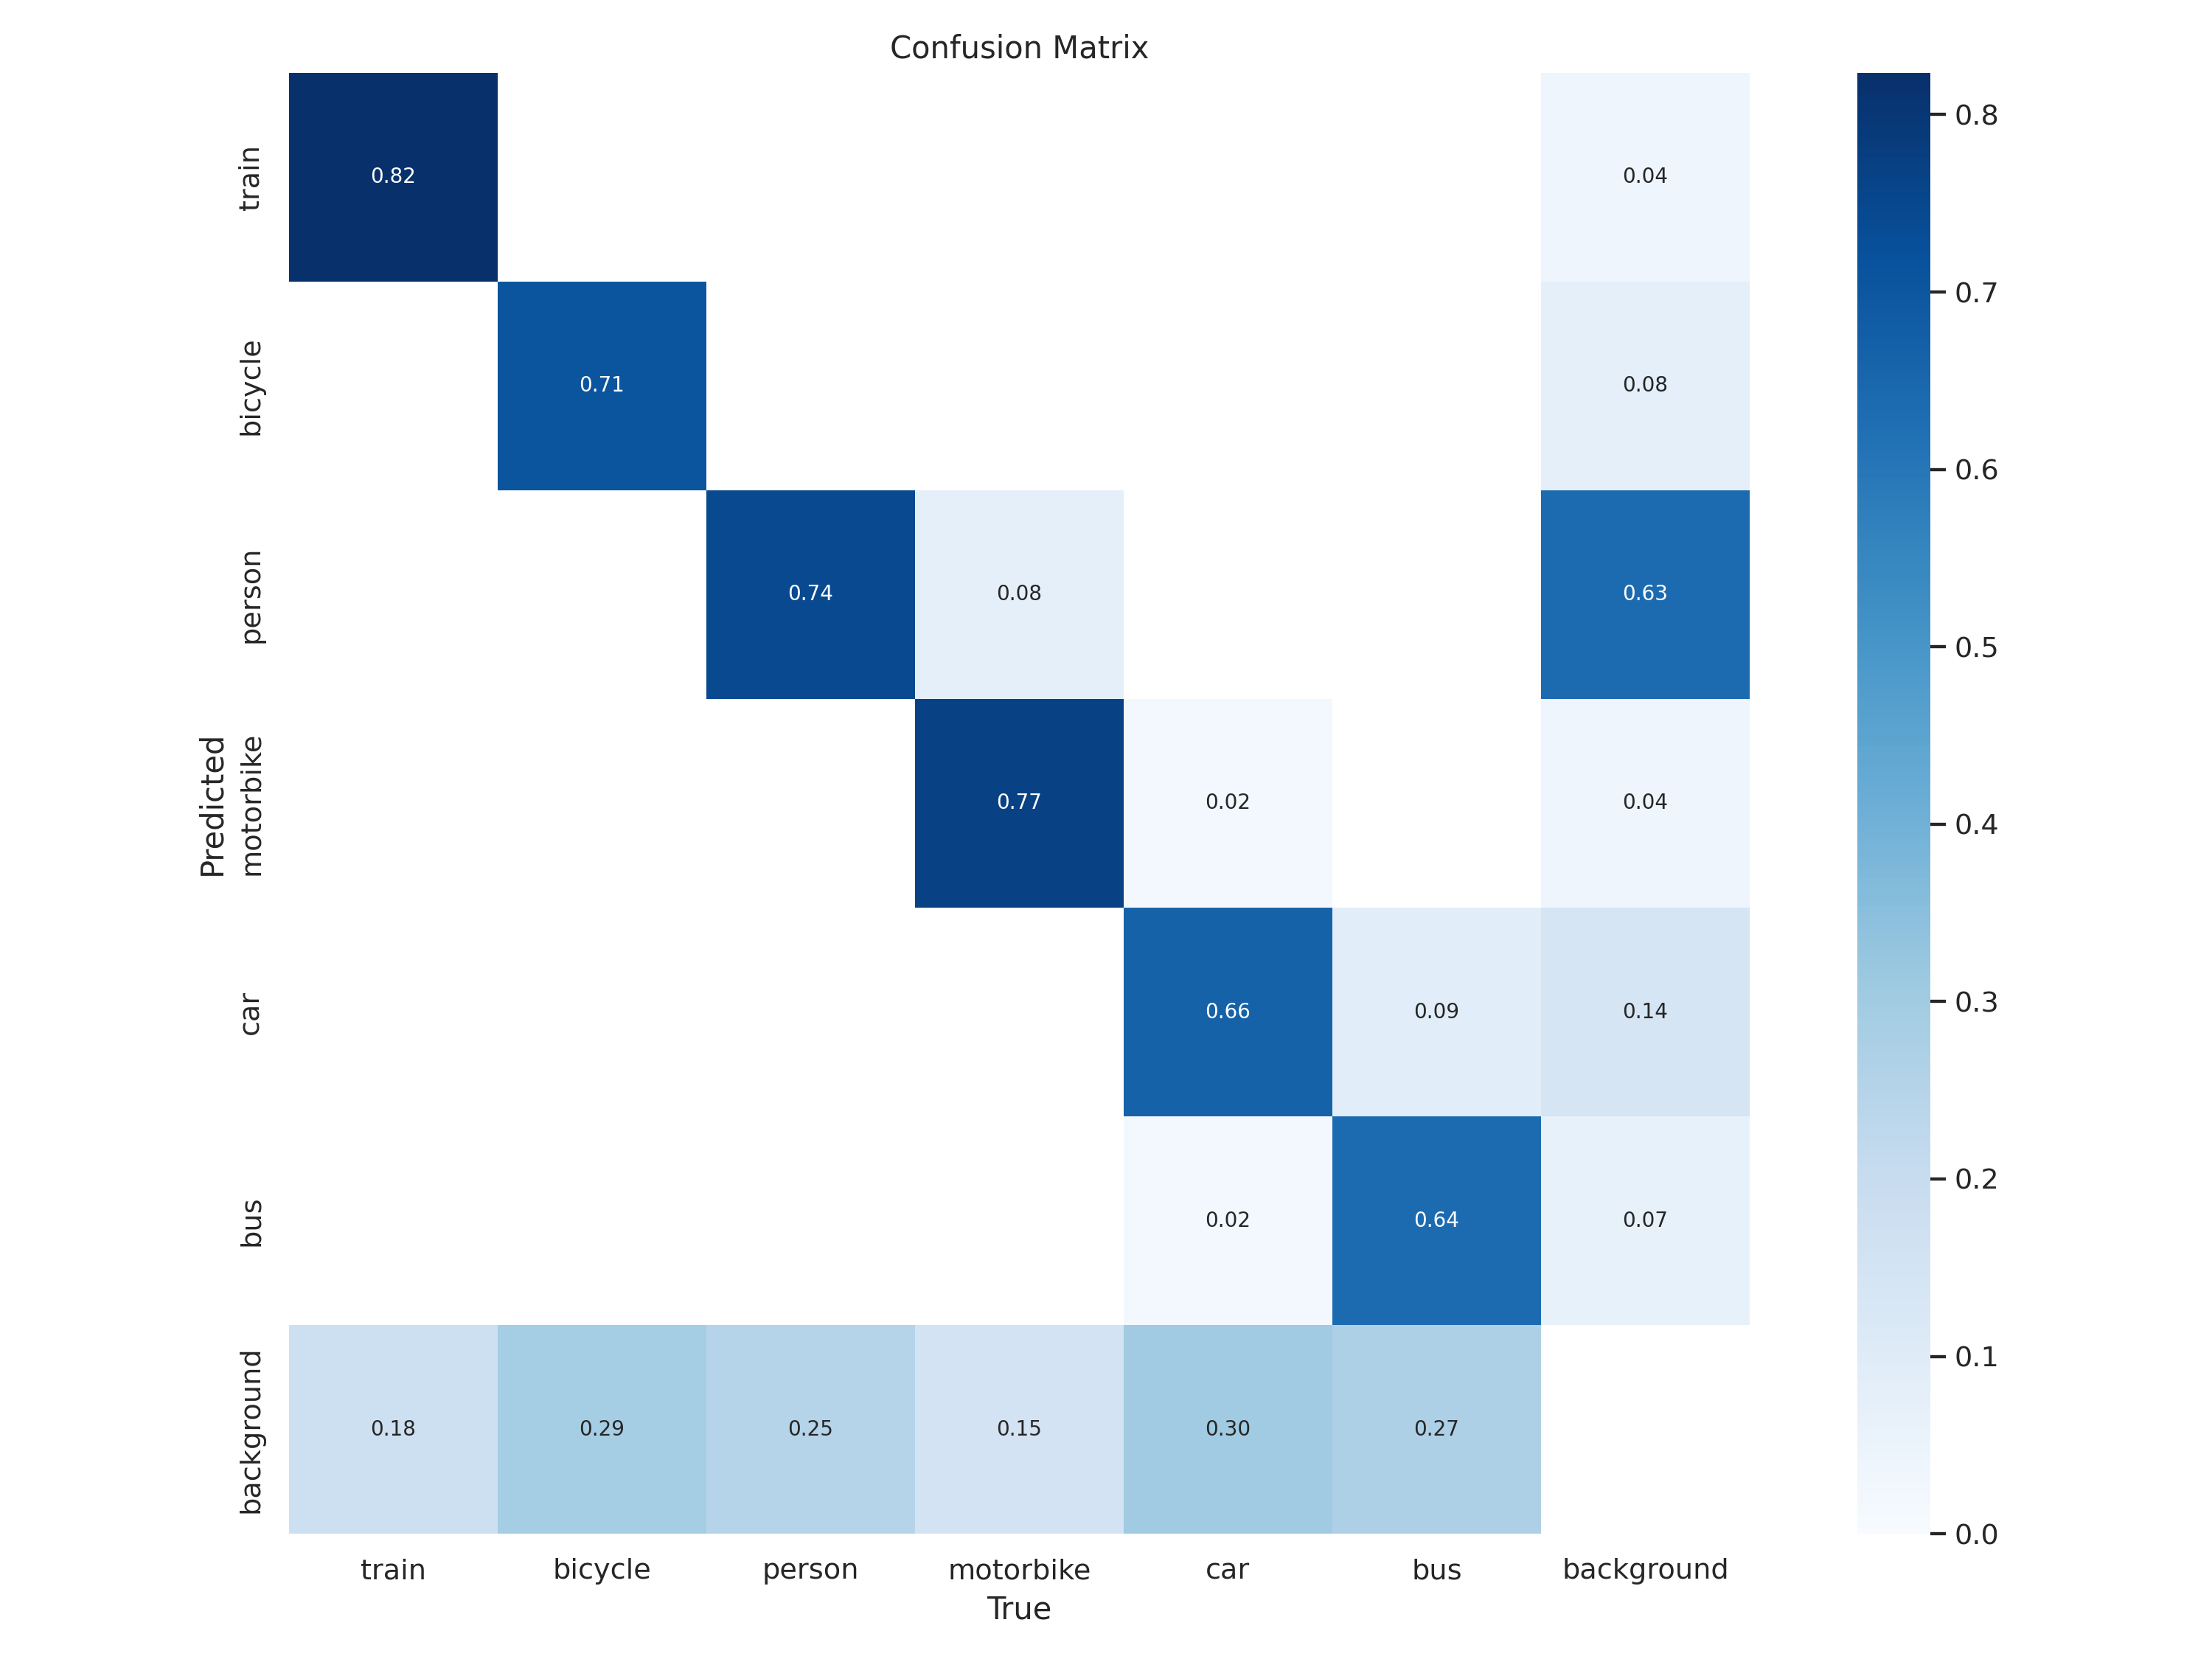 Confusion Matrix
train
0.82
0.04
0.8
bicycle
0.71
0.08
0.7
person
0.74
0.08
0.63
0.6
0.5
Predicted
motorbike
0.77
0.02
0.04
0.4
car
0.66
0.09
0.14
0.3
bus
0.02
0.64
0.07
0.2
background
0.18
0.29
0.25
0.15
0.30
0.27
0.1
0.0
train
bicycle
person
motorbike
car
bus
background
True